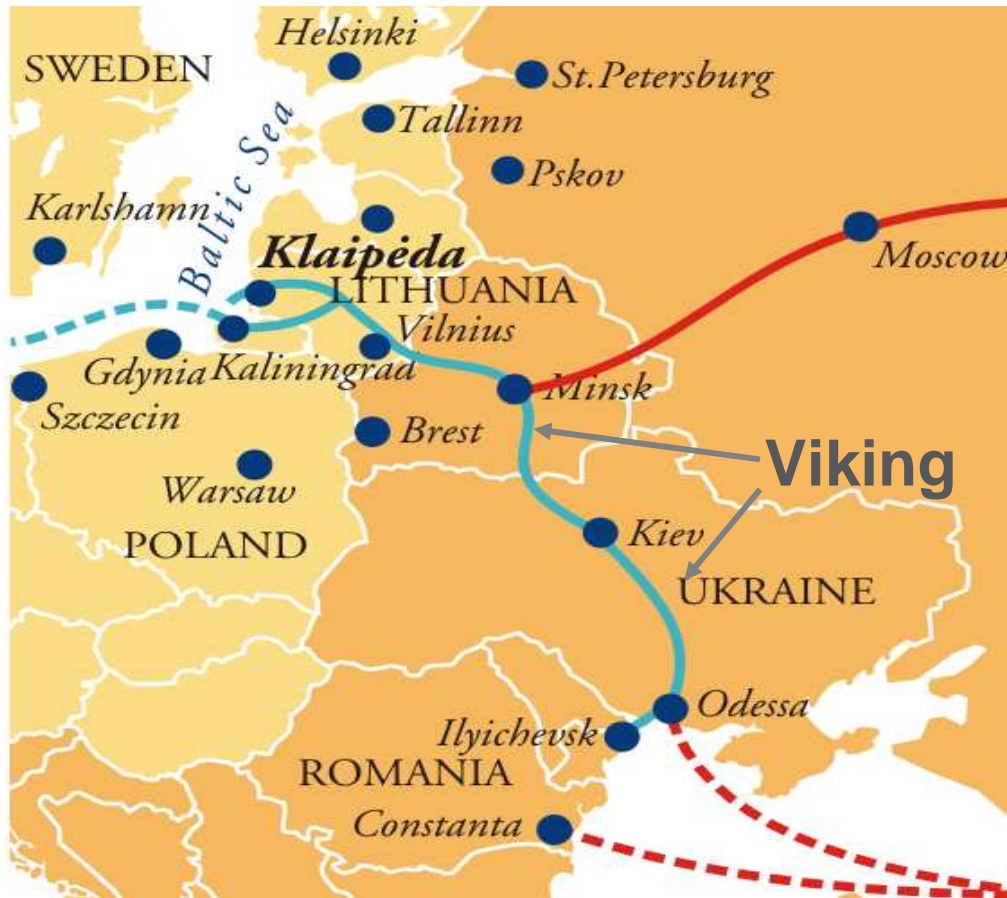 Helsinki
SWEDEN
St.Petersburg
Tallinn
Baltic Sea
Pskov
Karlshamn
Moscow
Klaipėda
LITHUANIA
Vilnius
Gdynia
Kaliningrad
Minsk
Szczecin
Brest
Viking
Warsaw
Kiev
POLAND
UKRAINE
Odessa
Ilyichevsk
ROMANIA
Constanta